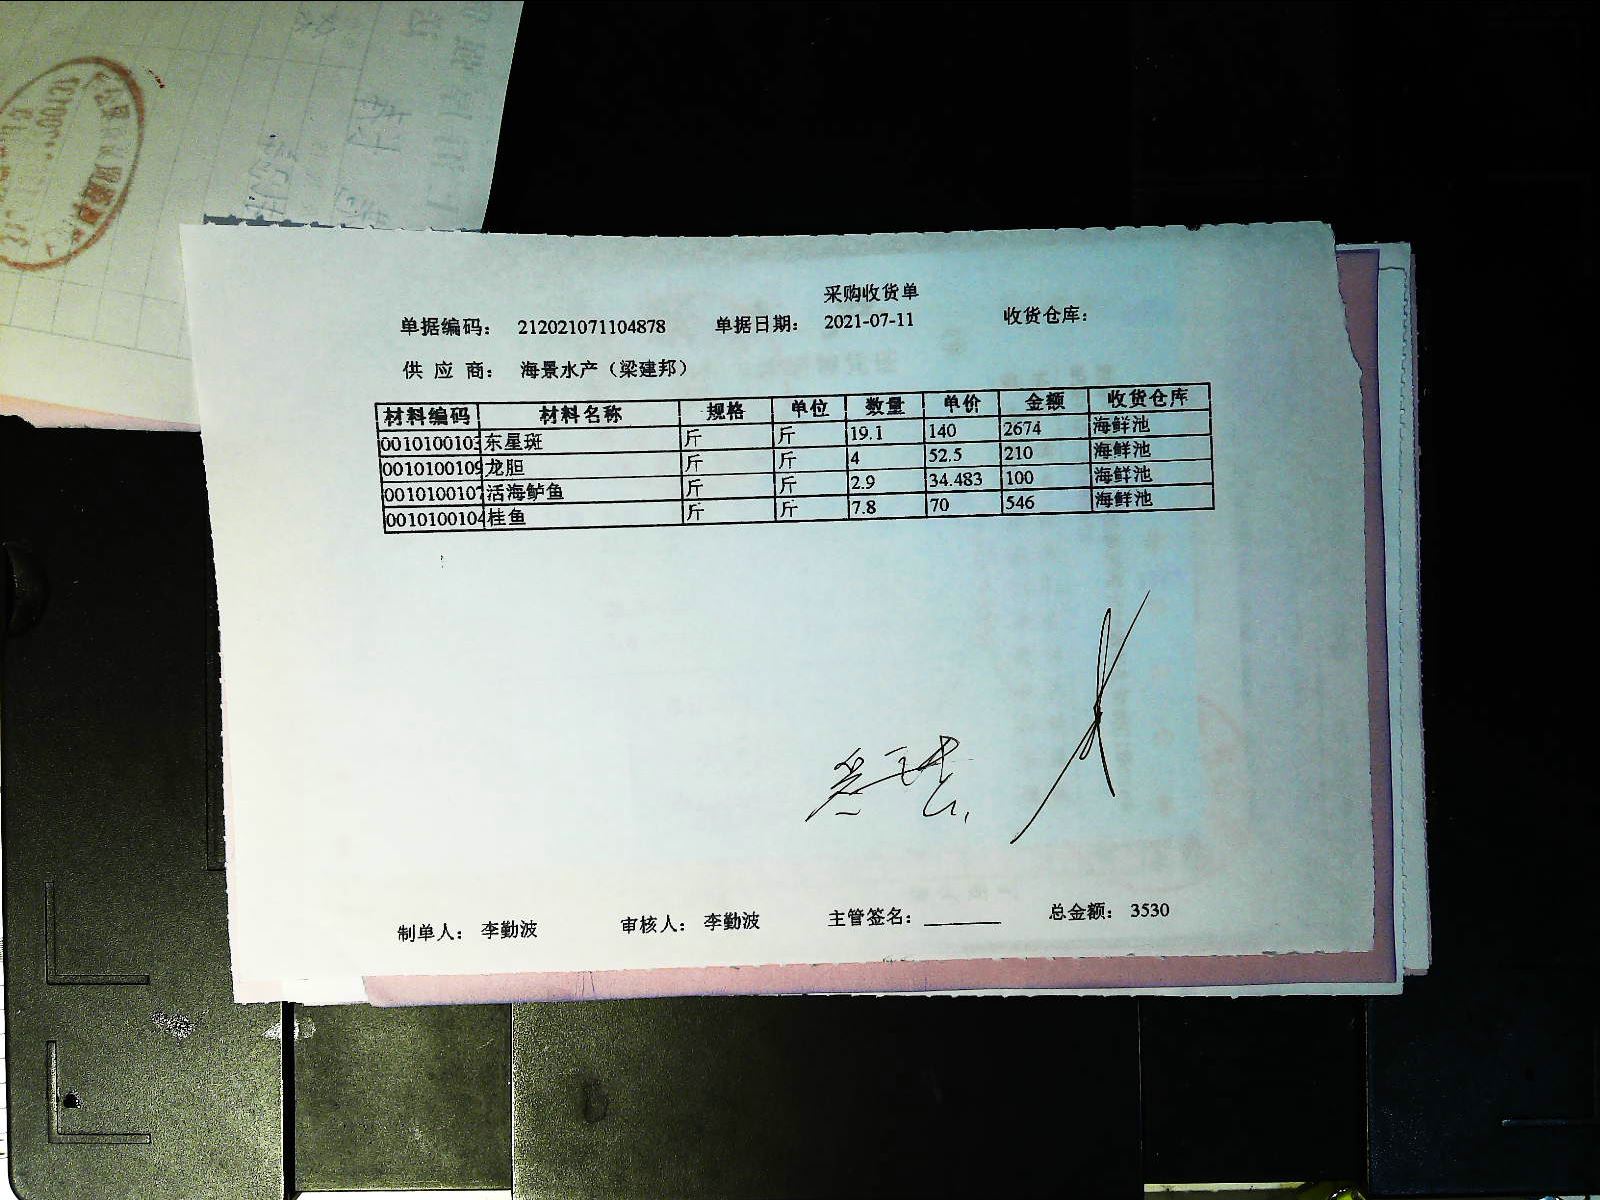 采购收货单
单据编码： 212021071104878 单据日期： 2021-07-11 收货仓库：
供 应 商： 海景水产（梁建邦）
材料编码 材料名称 规格 单位 数量 单价 金额 收货仓库
0010100103 东星斑 斤 斤 19.1 140 2674 海鲜池
0010100109 龙胆 斤 斤 4 52.5 210 海鲜池
0010100107 活海鲈鱼 斤 斤 2.9 34.483 100 海鲜池
0010100104 桂鱼 斤 斤 7.8 70 546 海鲜池
制单人： 李勤波 审核人： 李勤波 主管签名： 总金额： 3530